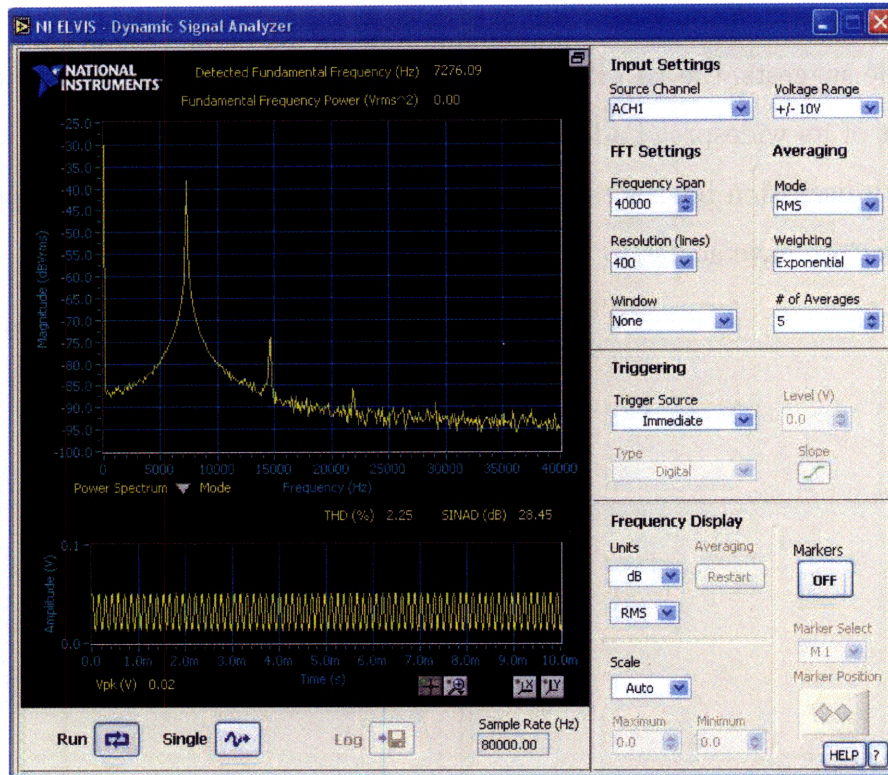 NI ELVIS - Dynamic Signal Analyzer
NATIONAL
INSTRUMENTS™
Detected Fundamental Frequency (Hz) 7276.09
Fundamental Frequency Power (Vrms^2) 0.00
-25.0
-30.0
-35.0
-40.0
-45.0
-50.0
-55.0
-60.0
-65.0
-70.0
-75.0
-80.0
-85.0
-90.0
-95.0
-100.0
Magnitude (dBVrms)
0 5000 10000 15000 20000 25000 30000 35000 40000
Power Spectrum Mode Frequency (Hz)
THD (%) 2.25 SINAD (dB) 28.45
0.1
0.0
Amplitude (V)
0.0 1.0m 2.0m 3.0m 4.0m 5.0m 6.0m 7.0m 8.0m 9.0m 10.0m
Time (s)
Vpk (V) 0.02
Run Single Log
Sample Rate (Hz)
80000.00
Input Settings
Source Channel Voltage Range
ACH1 +/- 10V
FFT Settings Averaging
Frequency Span Mode
40000 RMS
Resolution (lines) Weighting
400 Exponential
Window # of Averages
None 5
Triggering
Trigger Source Level (V)
Immediate 0.0
Type Slope
Digital
Frequency Display
Units Averaging Markers
dB Restart OFF
RMS
Marker Select
M 1
Scale Marker Position
Auto
Maximum Minimum
0.0 0.0
HELP ?